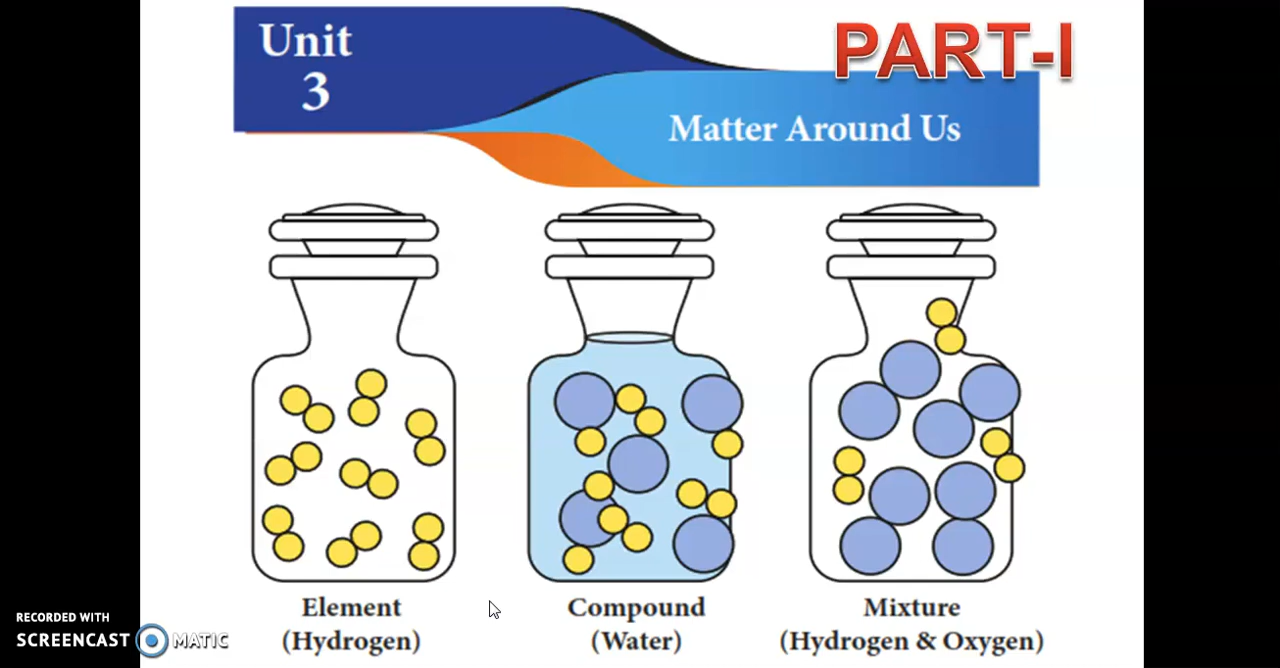 Unit
3
PART-I
Matter Around Us
Element
(Hydrogen)
Compound
(Water)
Mixture
(Hydrogen & Oxygen)
RECORDED WITH
SCREENCAST MATIC